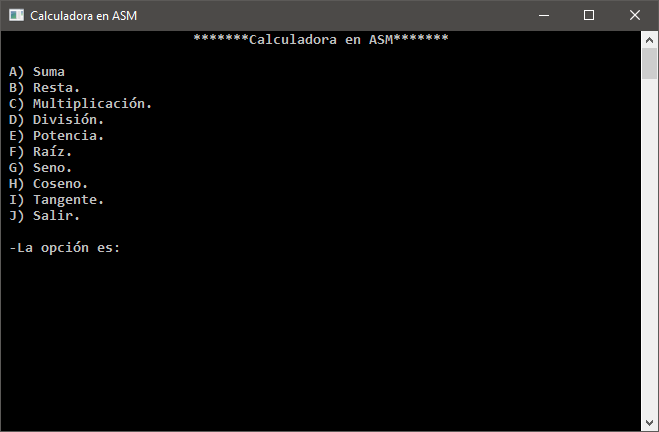 Calculadora en ASM
*******Calculadora en ASM*******
A) Suma
B) Resta.
C) Multiplicación.
D) División.
E) Potencia.
F) Raíz.
G) Seno.
H) Coseno.
I) Tangente.
J) Salir.
-La opción es: